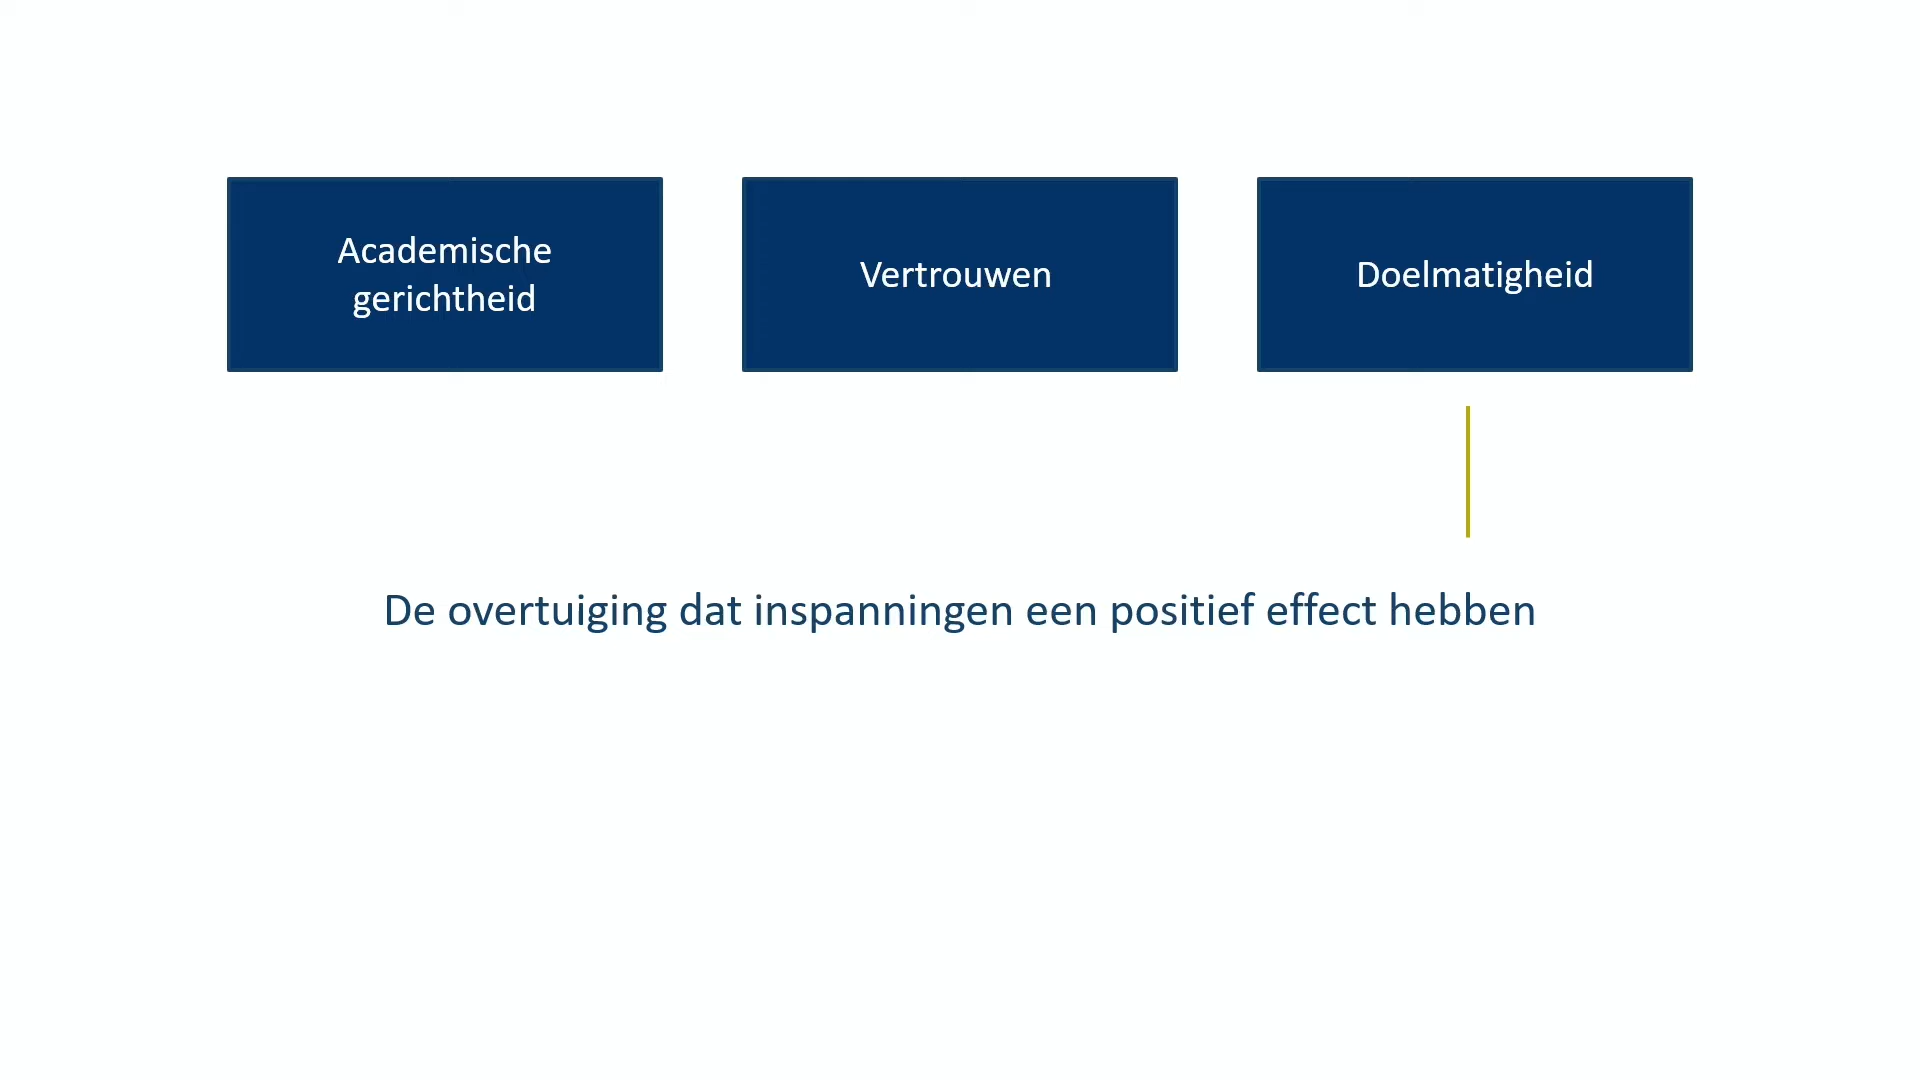 Academische
gerichtheid
Vertrouwen
Doelmatigheid
De overtuiging dat inspanningen een positief effect hebben